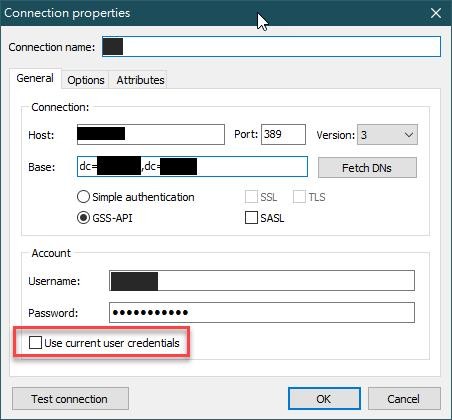 Connection properties
Connection name:
General Options Attributes
Connection:
Host: Port: 389 Version: 3
Base: dc= ,dc= Fetch DNs
Simple authentication SSL TLS
GSS-API SASL
Account
Username:
Password: •••••••••••
Use current user credentials
Test connection OK Cancel